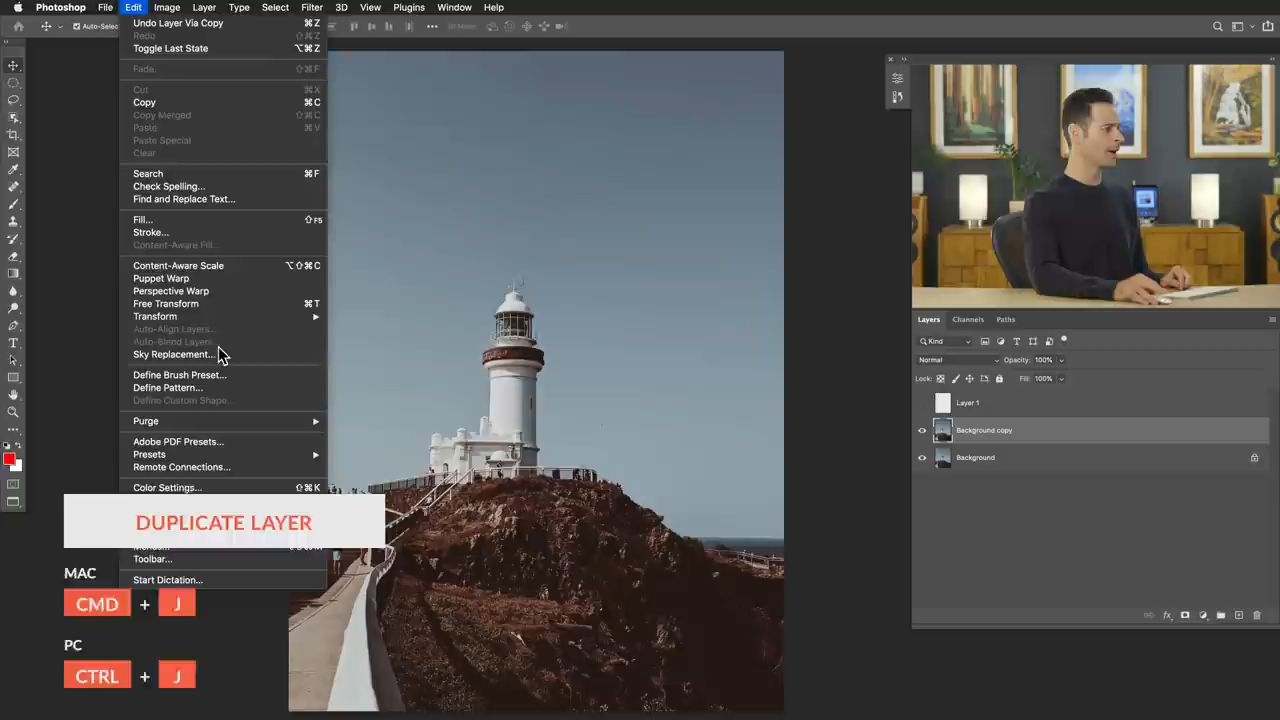 Photoshop File Edit Image Layer Type Select Filter 3D View Plugins Window Help
Auto-Selec
Undo Layer Via Copy ⌘Z
Redo ⇧⌘Z
Toggle Last State ⌥⌘Z
Fade... ⇧⌘F
Cut ⌘X
Copy ⌘C
Copy Merged ⇧⌘C
Paste ⌘V
Paste Special
Clear
Search ⌘F
Check Spelling...
Find and Replace Text...
Fill... ⇧F5
Stroke...
Content-Aware Fill...
Content-Aware Scale ⌥⇧⌘C
Puppet Warp
Perspective Warp
Free Transform ⌘T
Transform
Auto-Align Layers...
Auto-Blend Layers...
Sky Replacement...
Define Brush Preset...
Define Pattern...
Define Custom Shape...
Purge
Adobe PDF Presets...
Presets
Remote Connections...
Color Settings... ⇧⌘K
DUPLICATE LAYER
Menus...
Toolbar...
Start Dictation...
MAC
CMD + J
PC
CTRL + J
Layers Channels Paths
Kind
Normal Opacity: 100%
Lock: Fill: 100%
Layer 1
Background copy
Background